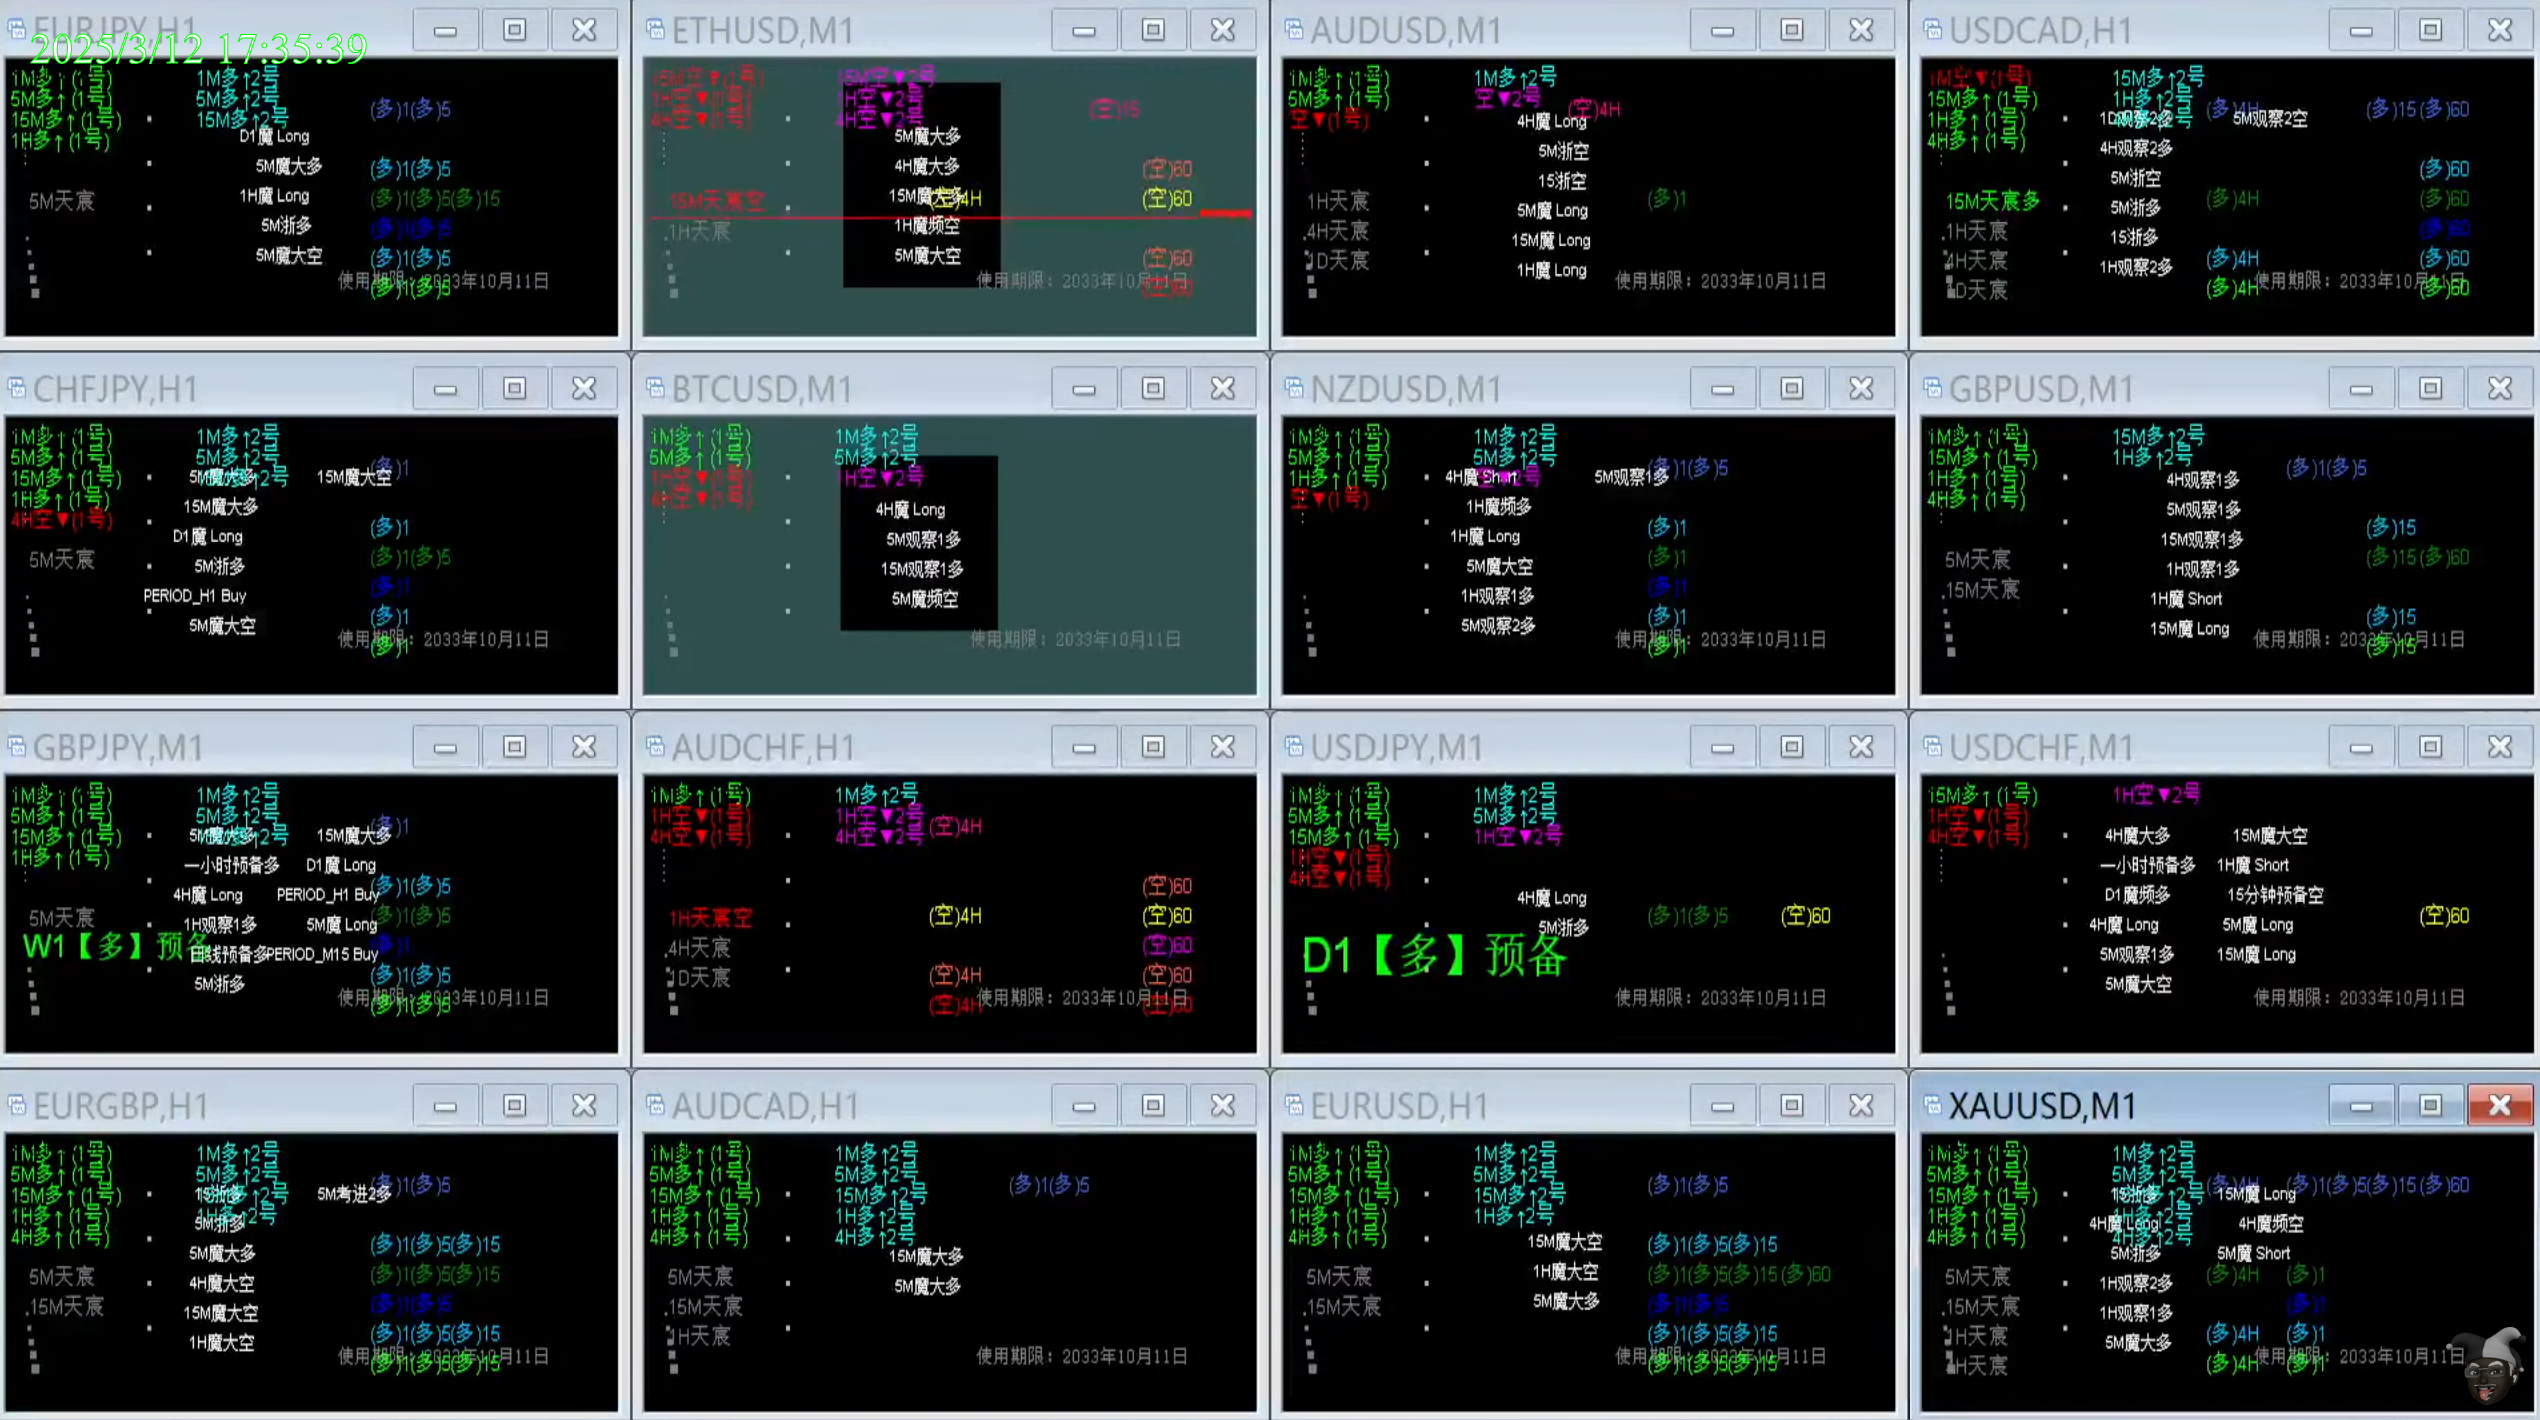 EURJPY,H1
2025/3/12 17:35:39
1M多↑(1号) 1M多↑2号
5M多↑(1号) 5M多↑2号 (多)1(多)5
15M多↑(1号) 15M多↑2号
1H多↑(1号) D1魔 Long
5M魔大多 (多)1(多)5
5M天宸 1H魔 Long (多)1(多)5(多)15
5M浙多 (多)1(多)5
5M魔大空 (多)1(多)5
使用期限：2033年10月11日
(多)1(多)5
ETHUSD,M1
15M空▼(1号) 15M空▼2号
1H空▼(1号) 1H空▼2号 (空)15
4H空▼(1号) 4H空▼2号
5M魔大多
4H魔大多 (空)60
15M天宸空 15M魔大多 (空)4H (空)60
.1H天宸 1H魔频空
5M魔大空 (空)60
使用期限：2033年10月11日
(空)60
AUDUSD,M1
1M多↑(1号) 1M多↑2号
5M多↑(1号) 空▼2号 (空)4H
空▼(1号) 4H魔 Long
5M浙空
15浙空
1H天宸 (多)1
5M魔 Long
.4H天宸 15M魔 Long
1D天宸 1H魔 Long
使用期限：2033年10月11日
USDCAD,H1
1M空▼(1号) 15M多↑2号
15M多↑(1号) 1H多↑2号 (多)4H (多)15(多)60
1H多↑(1号) 1D观察2多 5M观察2空
4H多↑(1号) 4H观察2多
5M浙空 (多)60
15M天宸多 5M浙多 (多)4H (多)60
.1H天宸 15浙多 (多)60
4H天宸 1H观察2多 (多)4H (多)60
D天宸 (多)4H 使用期限：2033年10月11日 (多)60
CHFJPY,H1
1M多↑(1号) 1M多↑2号
5M多↑(1号) 5M多↑2号 (多)1
15M多↑(1号) 5M魔大多 15M魔大空
1H多↑(1号) 15M魔大多
4H空▼(1号) (多)1
D1魔 Long
5M天宸 5M浙多 (多)1(多)5
PERIOD_H1 Buy (多)1
5M魔大空 (多)1
使用期限：2033年10月11日
(多)1
BTCUSD,M1
1M多↑(1号) 1M多↑2号
5M多↑(1号) 5M多↑2号
1H空▼(1号) 1H空▼2号
4H空▼(1号) 4H魔 Long
5M观察1多
15M观察1多
5M魔频空
使用期限：2033年10月11日
NZDUSD,M1
1M多↑(1号) 1M多↑2号
5M多↑(1号) 5M多↑2号 (多)1(多)5
1H多↑(1号) 4H魔 Short 空▼2号 5M观察1多
空▼(1号) 1H魔频多
1H魔 Long (多)1
5M魔大空 (多)1
1H观察1多 (多)1
5M观察2多 (多)1
使用期限：2033年10月11日
(多)1
GBPUSD,M1
1M多↑(1号) 15M多↑2号
15M多↑(1号) 1H多↑2号 (多)1(多)5
1H多↑(1号) 4H观察1多
4H多↑(1号) 5M观察1多
15M观察1多 (多)15
5M天宸 1H观察1多 (多)15(多)60
.15M天宸 1H魔 Short
15M魔 Long (多)15
使用期限：2033年10月11日
(多)15
GBPJPY,M1
1M多↑(1号) 1M多↑2号
5M多↑(1号) 5M多↑2号 (多)1
15M多↑(1号) 5M魔大多 15M魔大多
1H多↑(1号) 一小时预备多 D1魔 Long
4H魔 Long PERIOD_H1 Buy (多)1(多)5
5M天宸 1H观察1多 5M魔 Long (多)1(多)5
W1【多】预备 日线预备多 PERIOD_M15 Buy (多)1
5M浙多 (多)1(多)5
使用期限：2033年10月11日
(多)1(多)5
AUDCHF,H1
1M多↑(1号) 1M多↑2号
1H空▼(1号) 1H空▼2号 (空)4H
4H空▼(1号) 4H空▼2号
(空)60
1H天宸空 (空)4H (空)60
.4H天宸 (空)60
1D天宸 (空)4H (空)60
(空)4H 使用期限：2033年10月11日 (空)60
USDJPY,M1
1M多↑(1号) 1M多↑2号
5M多↑(1号) 5M多↑2号
15M多↑(1号) 1H空▼2号
1H空▼(1号)
4H空▼(1号) 4H魔 Long
5M浙多 (多)1(多)5 (空)60
D1【多】预备
使用期限：2033年10月11日
USDCHF,M1
15M多↑(1号) 1H空▼2号
1H空▼(1号)
4H空▼(1号) 4H魔大多 15M魔大空
一小时预备多 1H魔 Short
D1魔频多 15分钟预备空
4H魔 Long 5M魔 Long (空)60
5M观察1多 15M魔 Long
5M魔大空
使用期限：2033年10月11日
EURGBP,H1
1M多↑(1号) 1M多↑2号
5M多↑(1号) 5M多↑2号 (多)1(多)5
15M多↑(1号) 15浙多 5M考进2多
1H多↑(1号) 5M浙多 1H多↑2号
4H多↑(1号) 5M魔大多 (多)1(多)5(多)15
5M天宸 4H魔大空 (多)1(多)5(多)15
.15M天宸 15M魔大空 (多)1(多)5
1H魔大空 (多)1(多)5(多)15
使用期限：2033年10月11日
(多)1(多)5(多)15
AUDCAD,H1
1M多↑(1号) 1M多↑2号
5M多↑(1号) 5M多↑2号 (多)1(多)5
15M多↑(1号) 15M多↑2号
1H多↑(1号) 1H多↑2号
4H多↑(1号) 4H多↑2号
15M魔大多
5M天宸 5M魔大多
.15M天宸
1H天宸
使用期限：2033年10月11日
EURUSD,H1
1M多↑(1号) 1M多↑2号
5M多↑(1号) 5M多↑2号 (多)1(多)5
15M多↑(1号) 15M多↑2号
1H多↑(1号) 1H多↑2号
4H多↑(1号) 15M魔大空 (多)1(多)5(多)15
5M天宸 1H魔大空 (多)1(多)5(多)15(多)60
.15M天宸 5M魔大多 (多)1(多)5
(多)1(多)5(多)15
使用期限：2033年10月11日
(多)1(多)5(多)15
XAUUSD,M1
1M多↑(1号) 1M多↑2号
5M多↑(1号) 5M多↑2号 (多)4H (多)1(多)5(多)15(多)60
15M多↑(1号) 15浙多 15M魔 Long
1H多↑(1号) 4H魔 Long 4H魔频空
4H多↑(1号) 4H多↑2号 5M浙多 5M魔 Short
5M天宸 1H观察2多 (多)4H (多)1
.15M天宸 1H观察1多 (多)1
1H天宸 5M魔大多 (多)4H (多)1
H天宸 (多)4H (多)1 使用期限：2033年10月11日